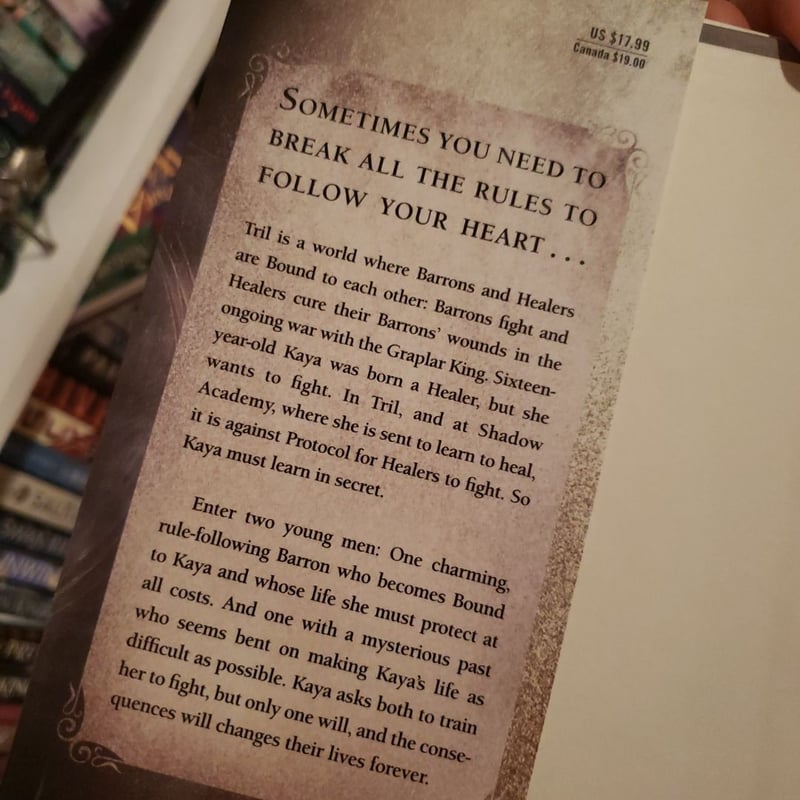 US $17.99
Canada $19.00
SOMETIMES YOU NEED TO
BREAK ALL THE RULES TO
FOLLOW YOUR HEART . . .
Tril is a world where Barrons and Healers
are Bound to each other: Barrons fight and
Healers cure their Barrons' wounds in the
ongoing war with the Graplar King. Sixteen-
year-old Kaya was born a Healer, but she
wants to fight. In Tril, and at Shadow
Academy, where she is sent to learn to heal,
it is against Protocol for Healers to fight. So
Kaya must learn in secret.
Enter two young men: One charming,
rule-following Barron who becomes Bound
to Kaya and whose life she must protect at
all costs. And one with a mysterious past
who seems bent on making Kaya's life as
difficult as possible. Kaya asks both to train
her to fight, but only one will, and the conse-
quences will changes their lives forever.